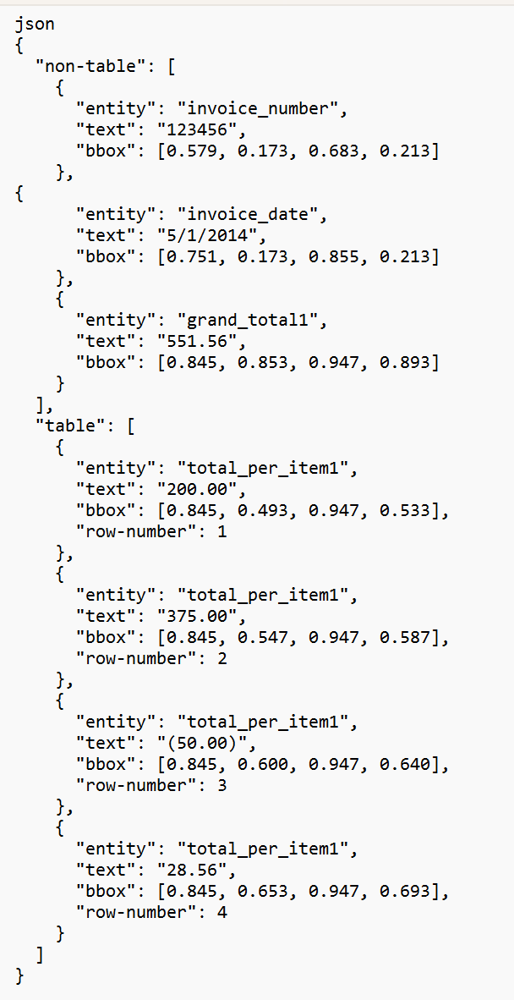 json
{
  "non-table": [
    {
      "entity": "invoice_number",
      "text": "123456",
      "bbox": [0.579, 0.173, 0.683, 0.213]
    },
{
      "entity": "invoice_date",
      "text": "5/1/2014",
      "bbox": [0.751, 0.173, 0.855, 0.213]
    },
    {
      "entity": "grand_total1",
      "text": "551.56",
      "bbox": [0.845, 0.853, 0.947, 0.893]
    }
  ],
  "table": [
    {
      "entity": "total_per_item1",
      "text": "200.00",
      "bbox": [0.845, 0.493, 0.947, 0.533],
      "row-number": 1
    },
    {
      "entity": "total_per_item1",
      "text": "375.00",
      "bbox": [0.845, 0.547, 0.947, 0.587],
      "row-number": 2
    },
    {
      "entity": "total_per_item1",
      "text": "(50.00)",
      "bbox": [0.845, 0.600, 0.947, 0.640],
      "row-number": 3
    },
    {
      "entity": "total_per_item1",
      "text": "28.56",
      "bbox": [0.845, 0.653, 0.947, 0.693],
      "row-number": 4
    }
  ]
}